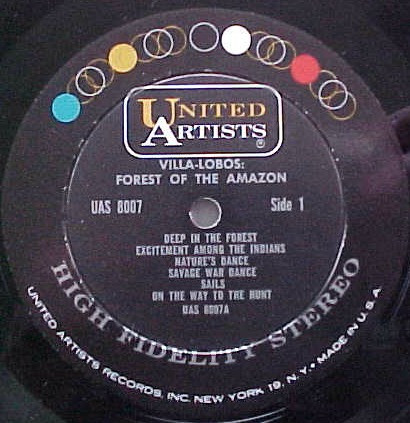 UNITED
ARTISTS
®
VILLA-LOBOS:
FOREST OF THE AMAZON
UAS 8007
Side 1
DEEP IN THE FOREST
EXCITEMENT AMONG THE INDIANS
NATURE'S DANCE
SAVAGE WAR DANCE
SAILS
ON THE WAY TO THE HUNT
UAS 8007A
HIGH FIDELITY STEREO
UNITED ARTISTS RECORDS, INC. NEW YORK 19, N.Y. • MADE IN U.S.A.